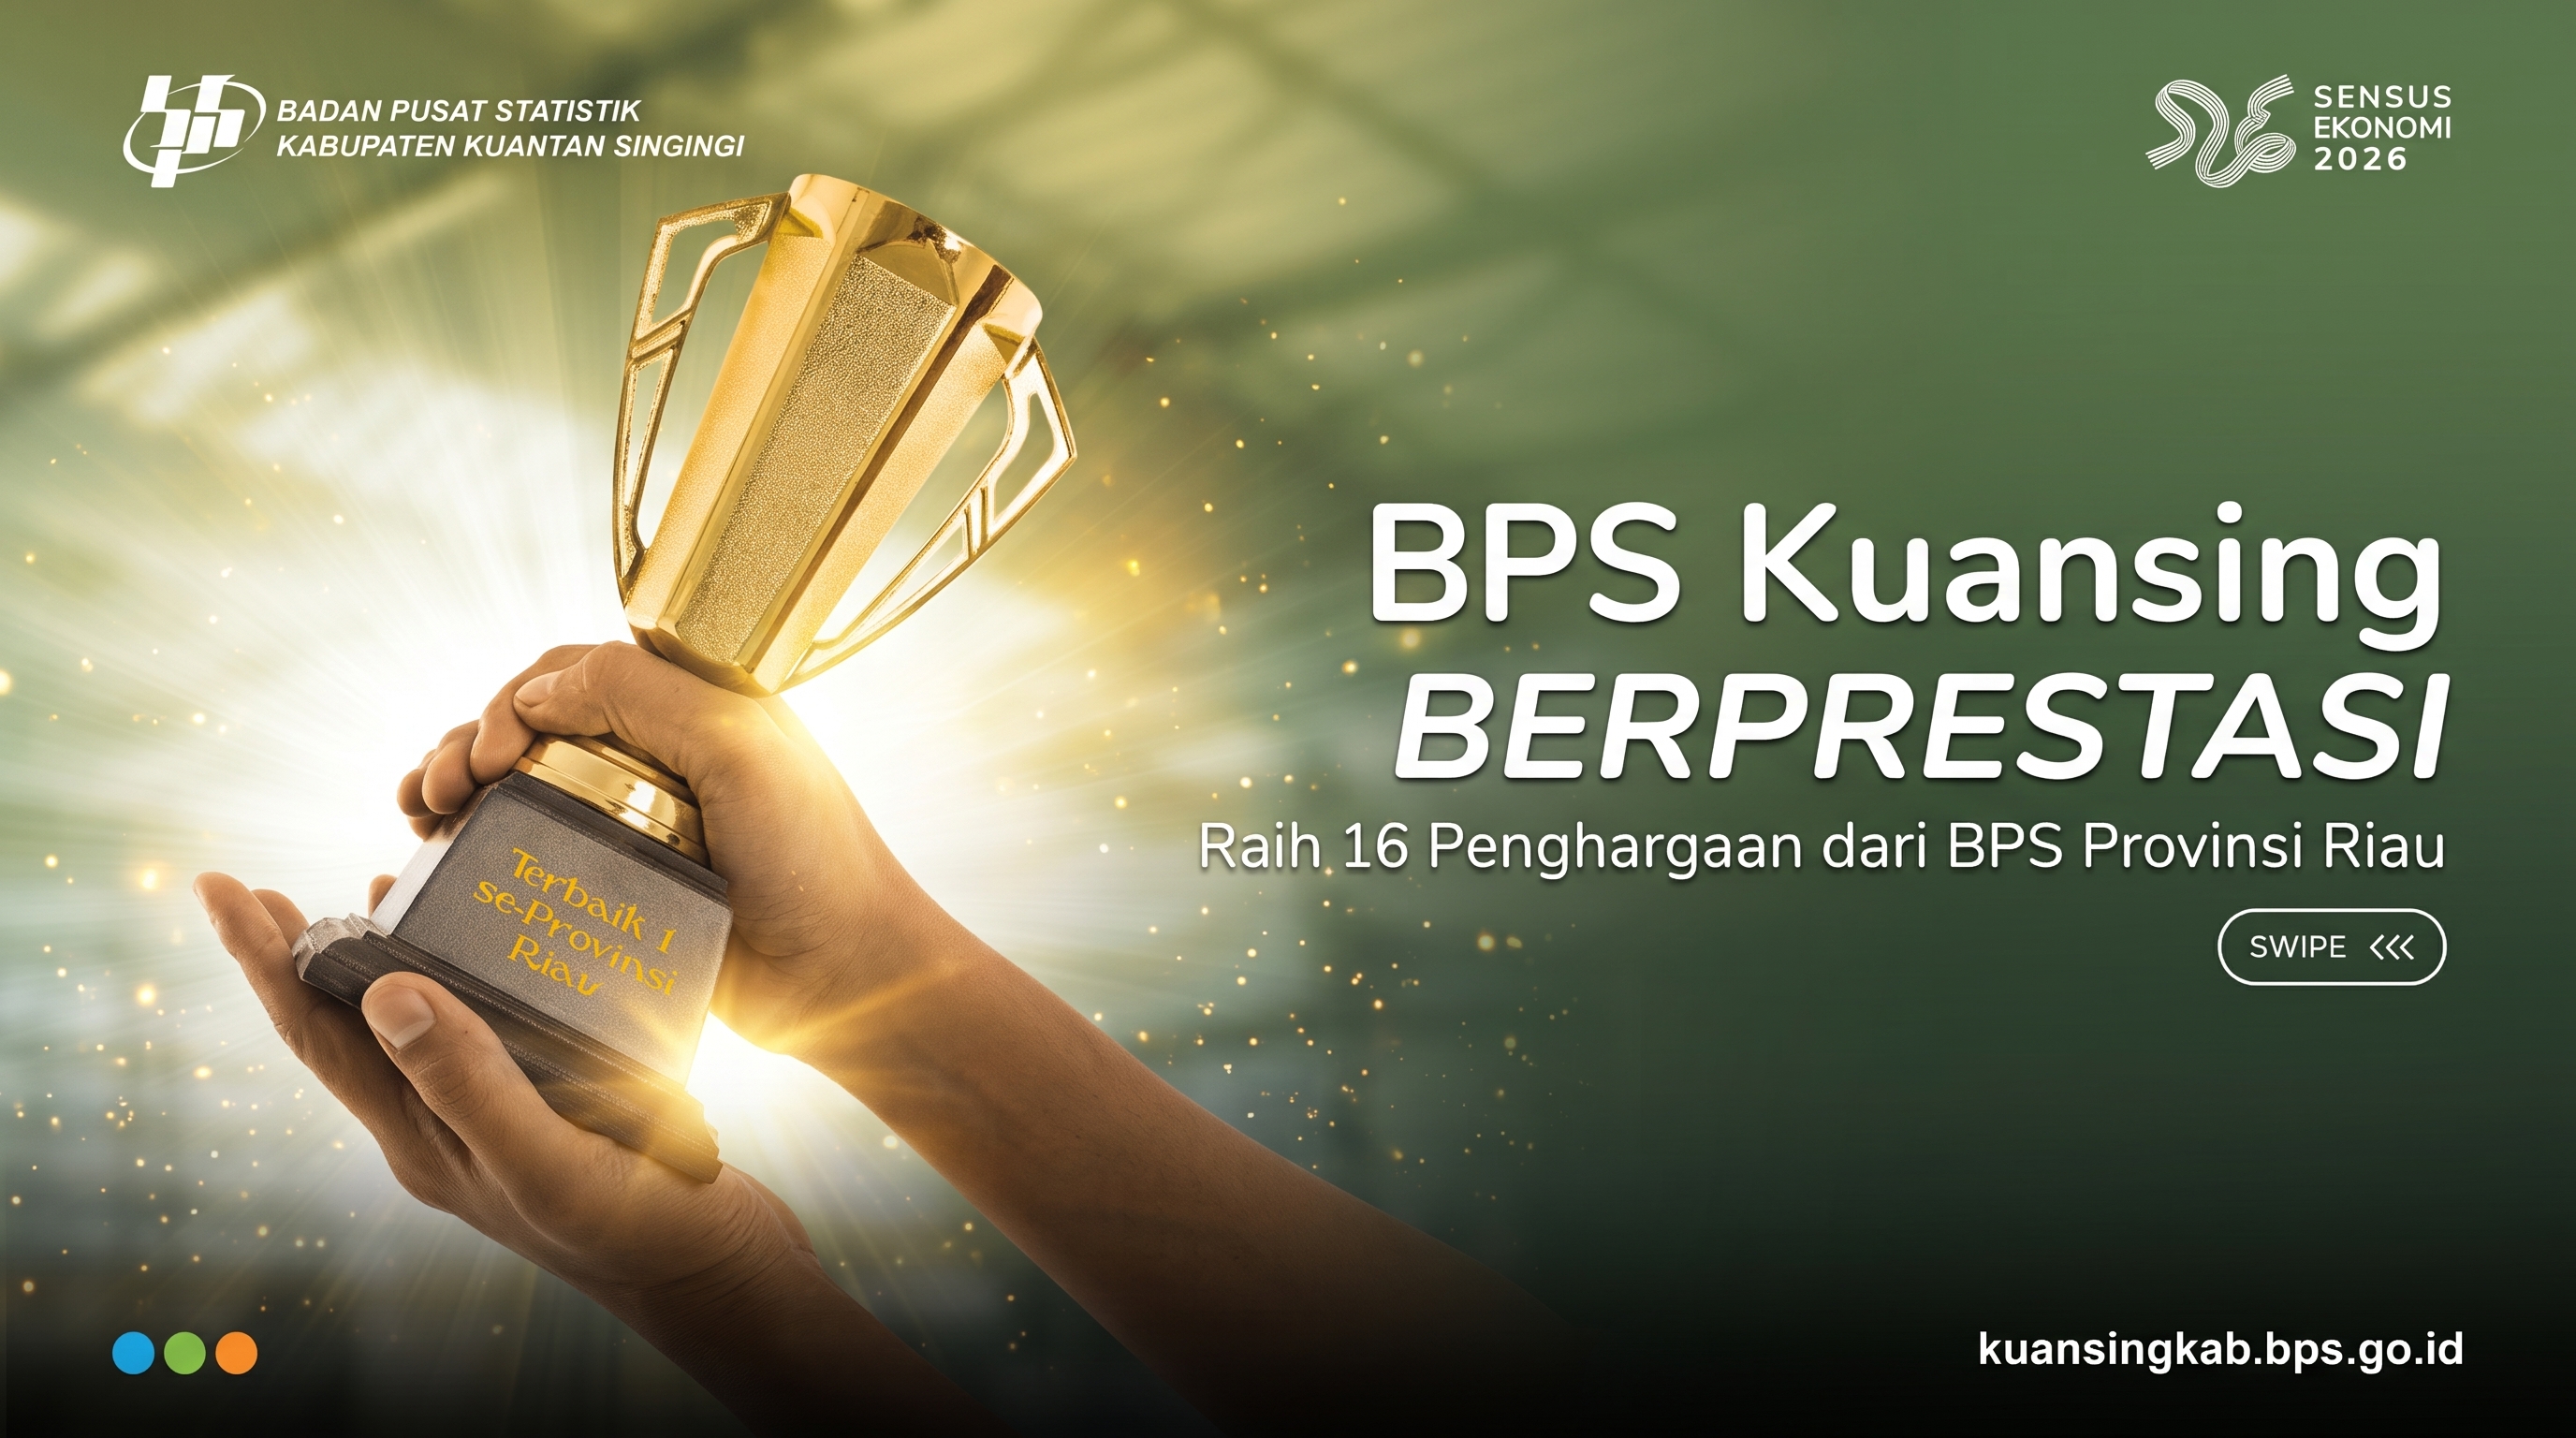 BADAN PUSAT STATISTIK
KABUPATEN KUANTAN SINGINGI
SENSUS
EKONOMI
2026
BPS Kuansing
BERPRESTASI
Raih 16 Penghargaan dari BPS Provinsi Riau
SWIPE
Terbaik 1
se-Provinsi
Riau
kuansingkab.bps.go.id